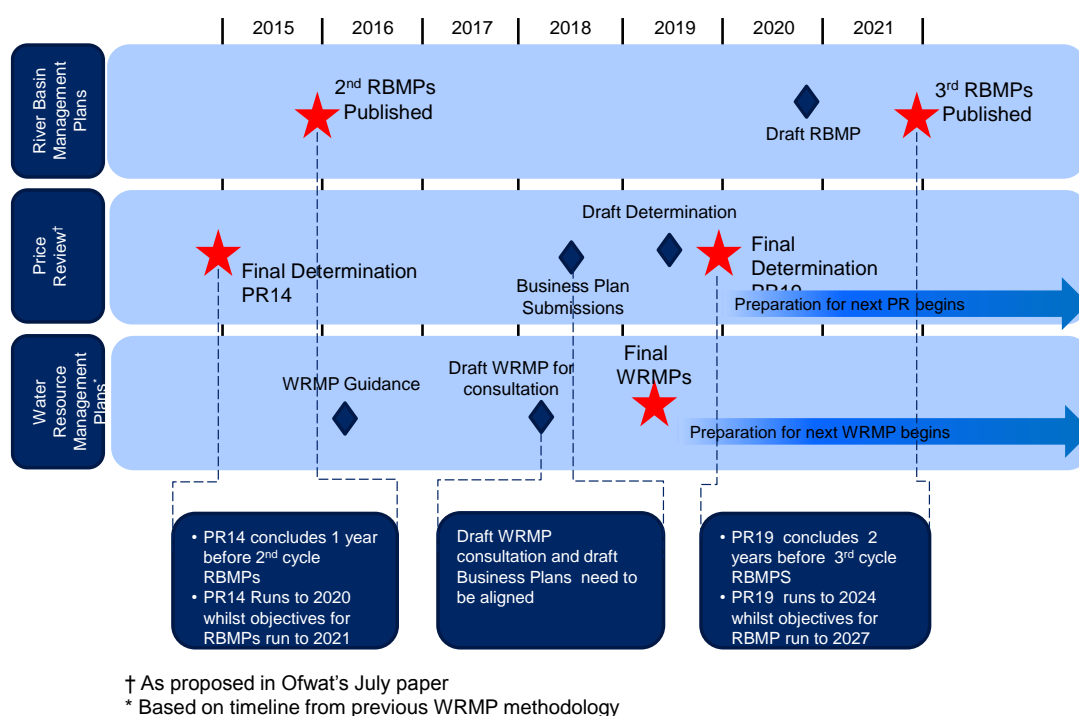 2015 2016 2017 2018 2019 2020 2021
River Basin
Management
Plans
2nd RBMPs
Published
Draft RBMP
3rd RBMPs
Published
Price
Review†
Final Determination
PR14
Business Plan
Submissions
Draft Determination
Final
Determination
PR19
Preparation for next PR begins
Water
Resource
Management
Plans*
WRMP Guidance
Draft WRMP for
consultation
Final
WRMPs
Preparation for next WRMP begins
• PR14 concludes 1 year
before 2nd cycle
RBMPs
• PR14 Runs to 2020
whilst objectives for
RBMPs run to 2021
Draft WRMP
consultation and draft
Business Plans need to
be aligned
• PR19 concludes 2
years before 3rd cycle
RBMPS
• PR19 runs to 2024
whilst objectives for
RBMP run to 2027
† As proposed in Ofwat's July paper
* Based on timeline from previous WRMP methodology